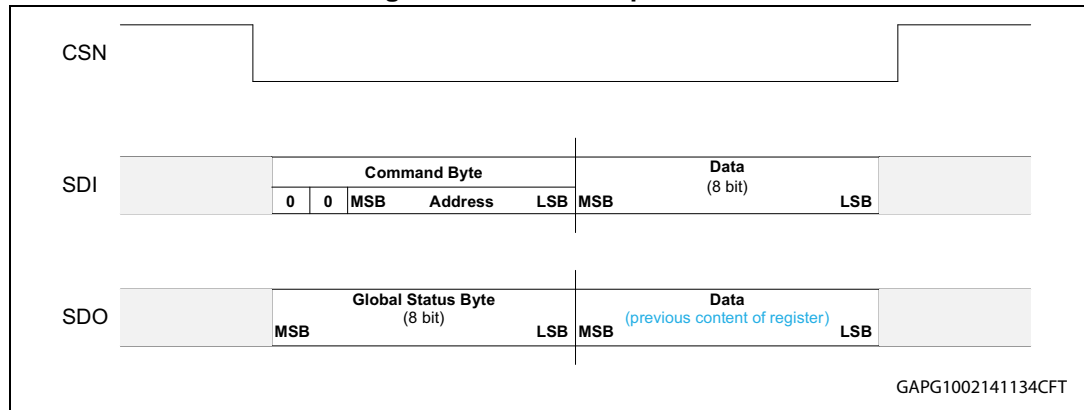 CSN
SDI
Command Byte
0 0 MSB Address LSB
Data
(8 bit)
MSB LSB
SDO
Global Status Byte
(8 bit)
MSB LSB
Data
(previous content of register)
MSB LSB
GAPG1002141134CFT